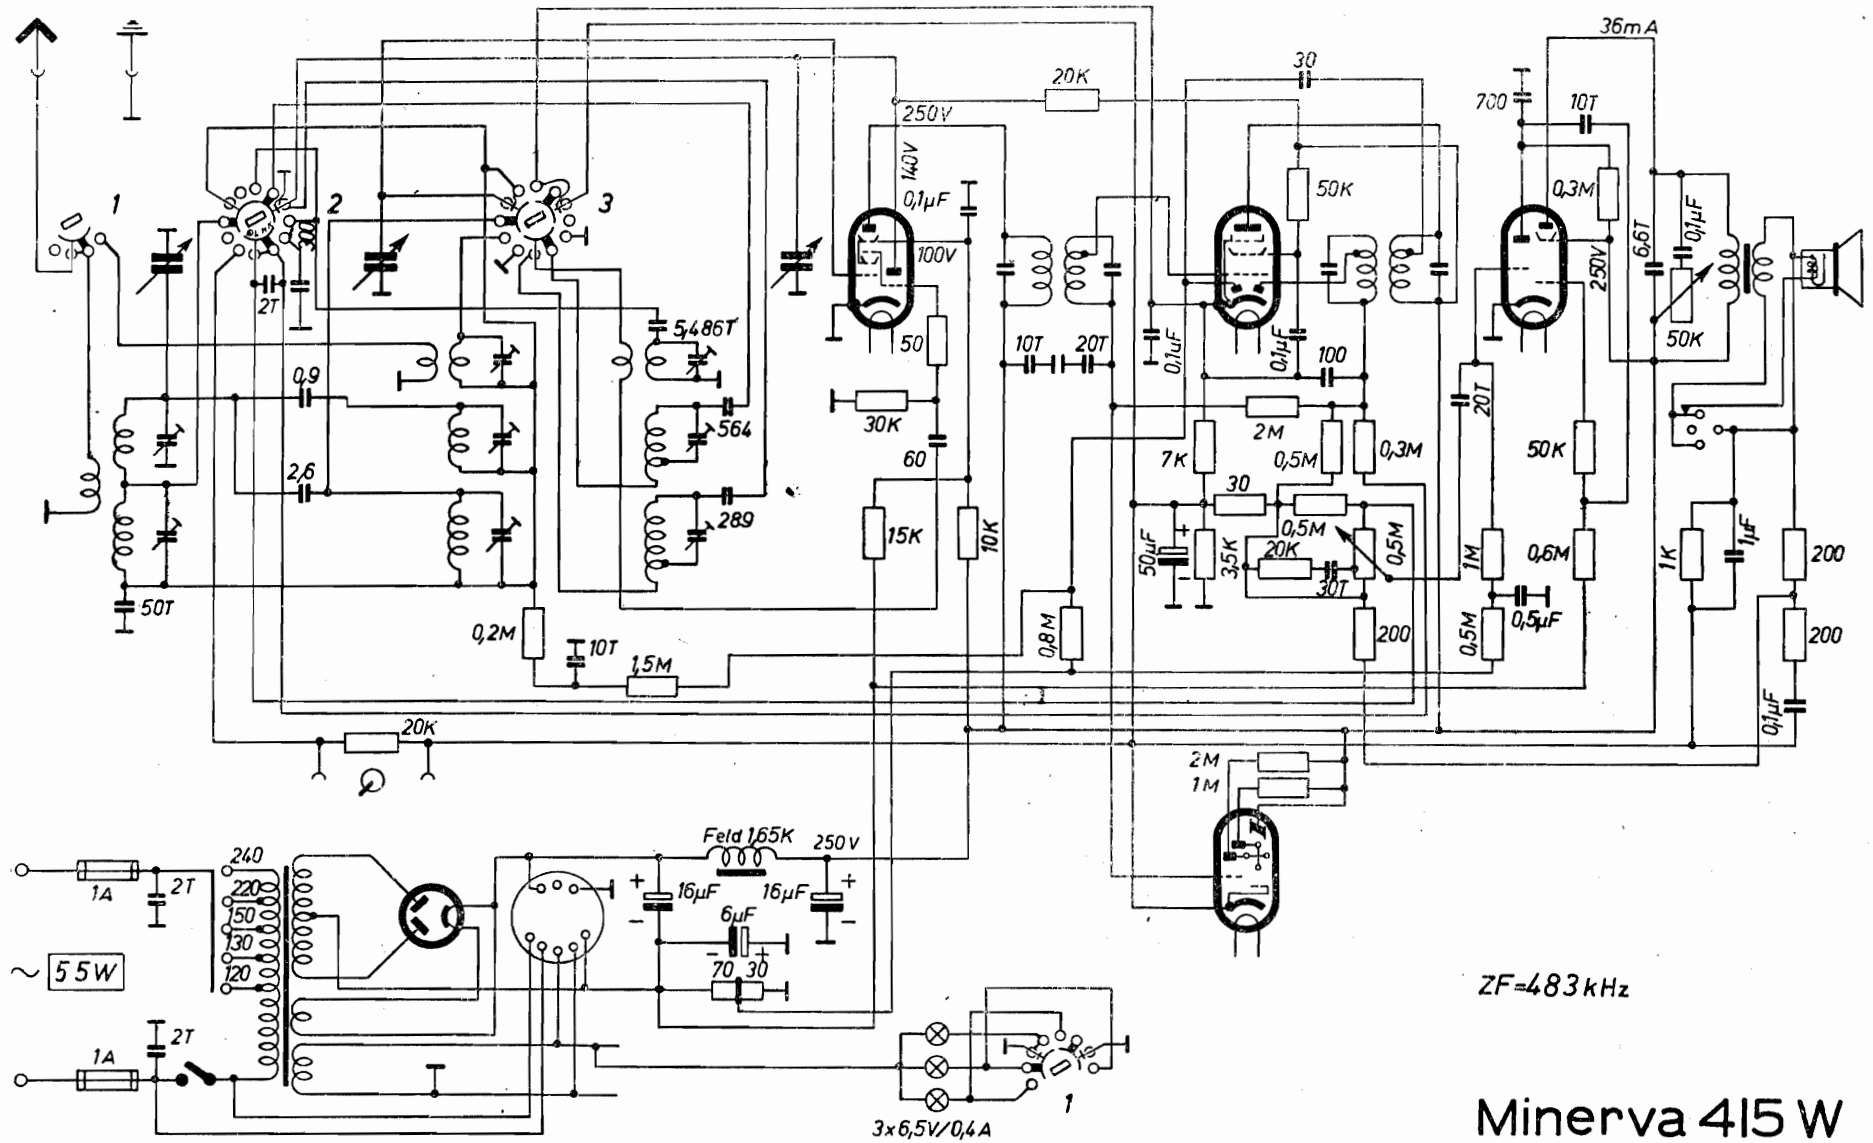 36mA
30
20K
700
10T
250V
140V
0,1µF
1
2
3
300
50K
0,3M
6,6T
0,1µF
100V
250V
2T
5,486T
50
10T
20T
0,1µF
0,1µF
100
50K
0,9
30K
2M
20T
564
60
7K
0,5M
0,3M
50K
2,6
30
289
15K
10K
0,5M
50µF
3,5K
20K
30T
0,5M
1M
0,6M
1K
1µF
200
50T
0,2M
10T
1,5M
0,8M
200
0,5M
0,5µF
200
20K
0,1µF
2M
1M
Feld 1,65K
250V
240
1A
2T
220
16µF
16µF
150
6µF
130
~ 55W
120
70
30
ZF=483kHz
2T
1A
1
3x6,5V/0,4A
Minerva 415 W